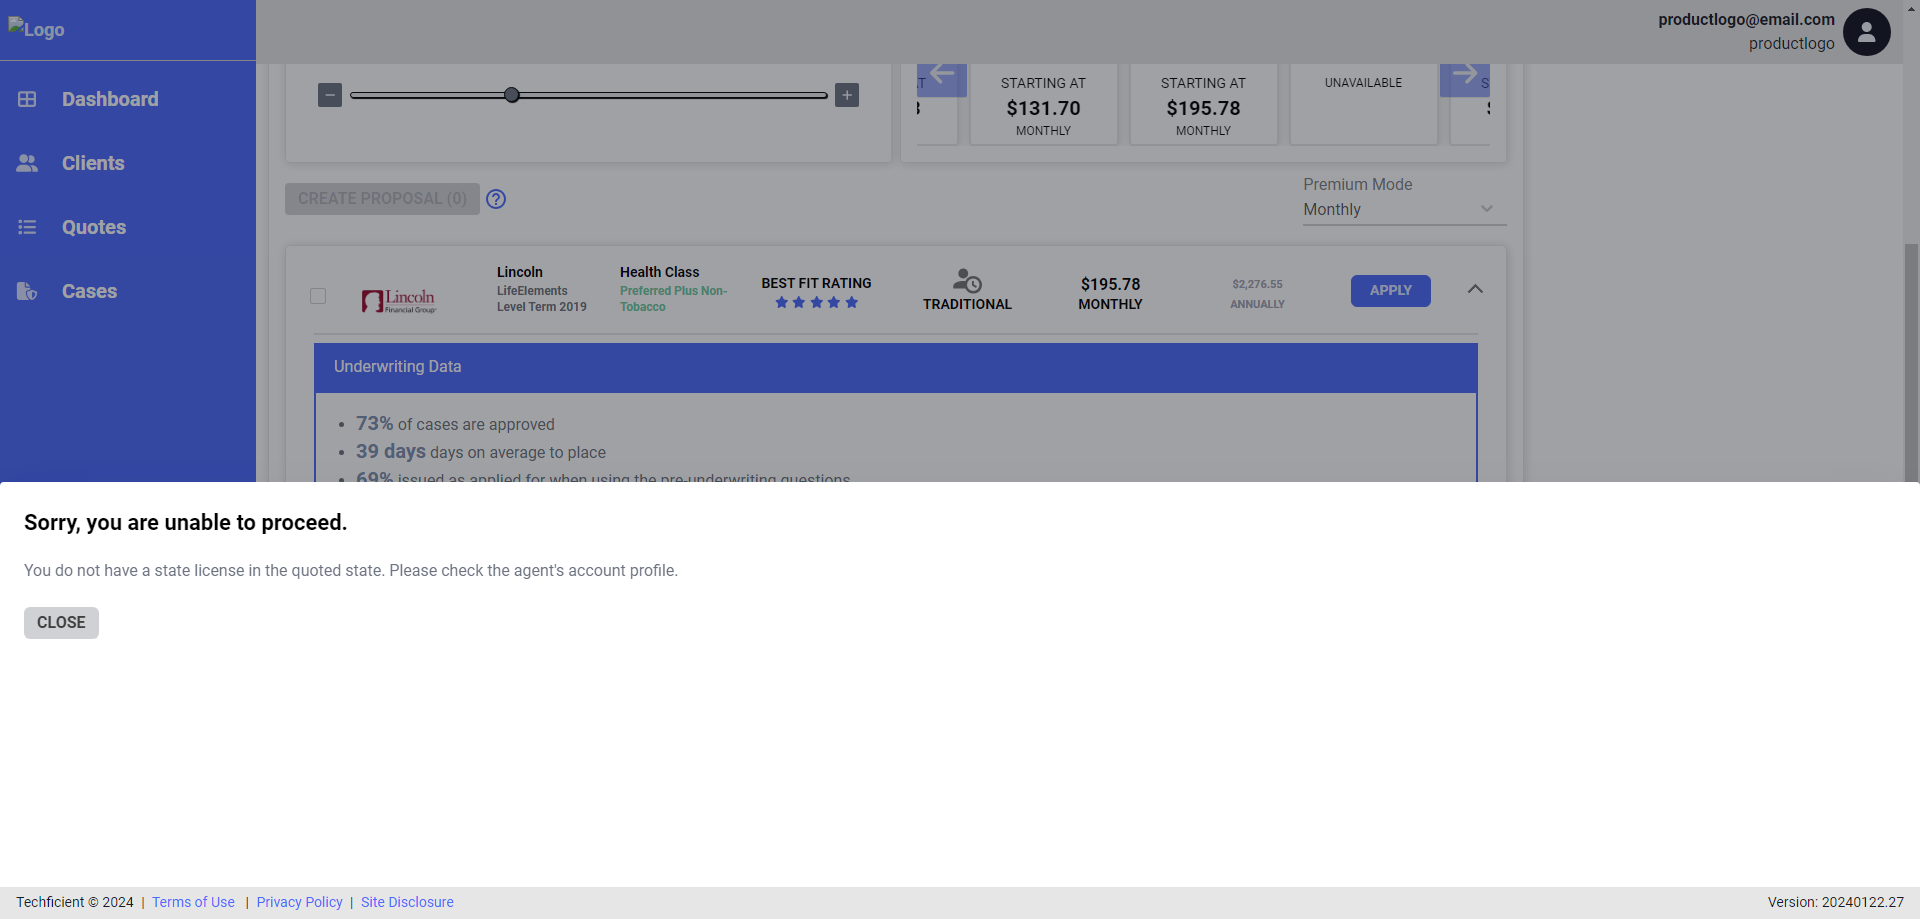 Logo
productlogo@email.com
productlogo
Dashboard
Clients
Quotes
Cases
STARTING AT
$131.70
MONTHLY
STARTING AT
$195.78
MONTHLY
UNAVAILABLE
CREATE PROPOSAL (0)
Premium Mode
Monthly
Lincoln
Financial Group®
Lincoln
LifeElements
Level Term 2019
Health Class
Preferred Plus Non-
Tobacco
BEST FIT RATING
TRADITIONAL
$195.78
MONTHLY
$2,276.55
ANNUALLY
APPLY
Underwriting Data
• 73% of cases are approved
• 39 days days on average to place
• 69% issued as applied for when using the pre-underwriting questions
Sorry, you are unable to proceed.
You do not have a state license in the quoted state. Please check the agent's account profile.
CLOSE
Techficient © 2024 | Terms of Use | Privacy Policy | Site Disclosure
Version: 20240122.27